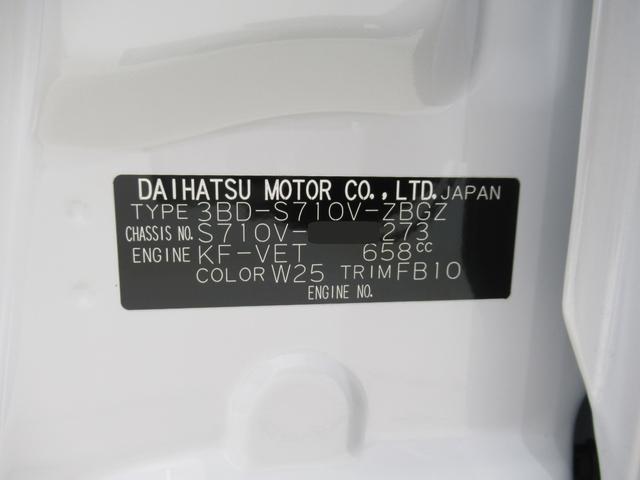 DAIHATSU MOTOR CO.,LTD. JAPAN
TYPE 3BD-S710V-ZBGZ
CHASSIS NO. S710V- 273
ENGINE KF-VET 658cc
COLOR W25 TRIM FB10
ENGINE NO.